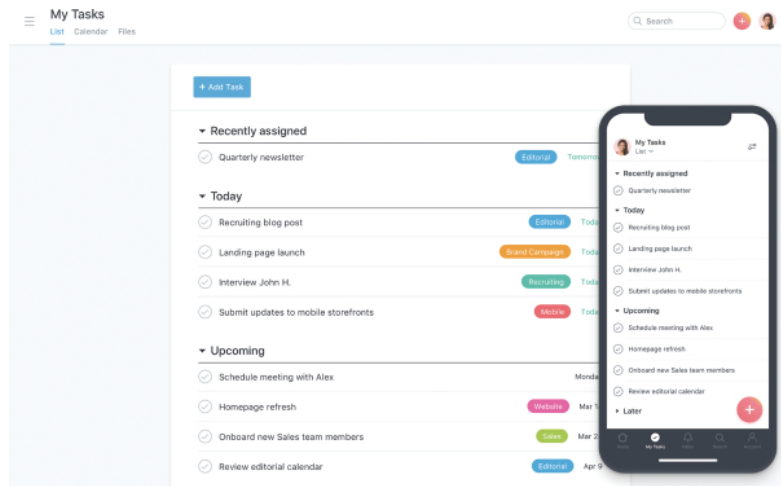 My Tasks
List Calendar Files
Search
+ Add Task
Recently assigned
Quarterly newsletter Editorial
Today
Recruiting blog post Editorial
Landing page launch Brand Campaign
Interview John H. Recruiting
Submit updates to mobile storefronts Mobile
Upcoming
Schedule meeting with Alex
Homepage refresh Website Mar
Onboard new Sales team members Sales Mar
Review editorial calendar Editorial Apr 9
My Tasks
List
Recently assigned
Quarterly newsletter
Today
Recruiting blog post
Landing page launch
Interview John H.
Submit updates to mobile storefronts
Upcoming
Schedule meeting with Alex
Homepage refresh
Onboard new Sales team members
Review editorial calendar
Later
My Tasks